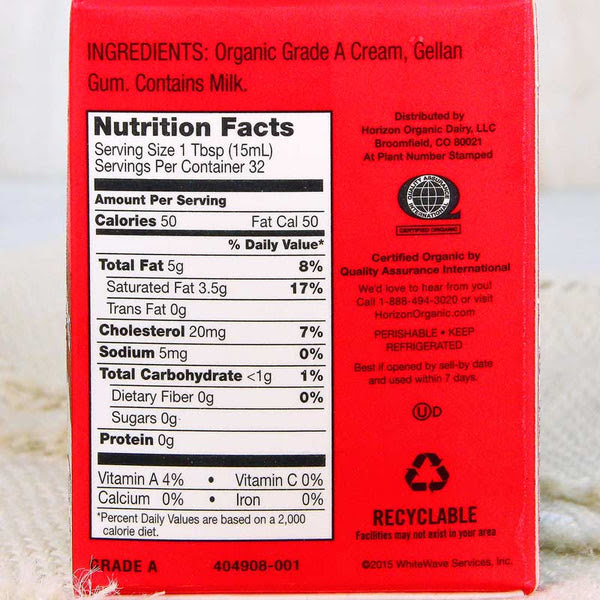 INGREDIENTS: Organic Grade A Cream, Gellan
Gum. Contains Milk.
Nutrition Facts
Serving Size 1 Tbsp (15mL)
Servings Per Container 32
Amount Per Serving
Calories 50 Fat Cal 50
% Daily Value*
Total Fat 5g 8%
Saturated Fat 3.5g 17%
Trans Fat 0g
Cholesterol 20mg 7%
Sodium 5mg 0%
Total Carbohydrate <1g 1%
Dietary Fiber 0g 0%
Sugars 0g
Protein 0g
Vitamin A 4% • Vitamin C 0%
Calcium 0% • Iron 0%
*Percent Daily Values are based on a 2,000
calorie diet.
GRADE A 404908-001
Distributed by
Horizon Organic Dairy, LLC
Broomfield, CO 80021
At Plant Number Stamped
QUALITY ASSURANCE
INTERNATIONAL
CERTIFIED ORGANIC
Certified Organic by
Quality Assurance International
We'd love to hear from you!
Call 1-888-494-3020 or visit
HorizonOrganic.com
PERISHABLE • KEEP
REFRIGERATED
Best if opened by sell-by date
and used within 7 days.
UD
RECYCLABLE
Facilities may not exist in your area
©2015 WhiteWave Services, Inc.